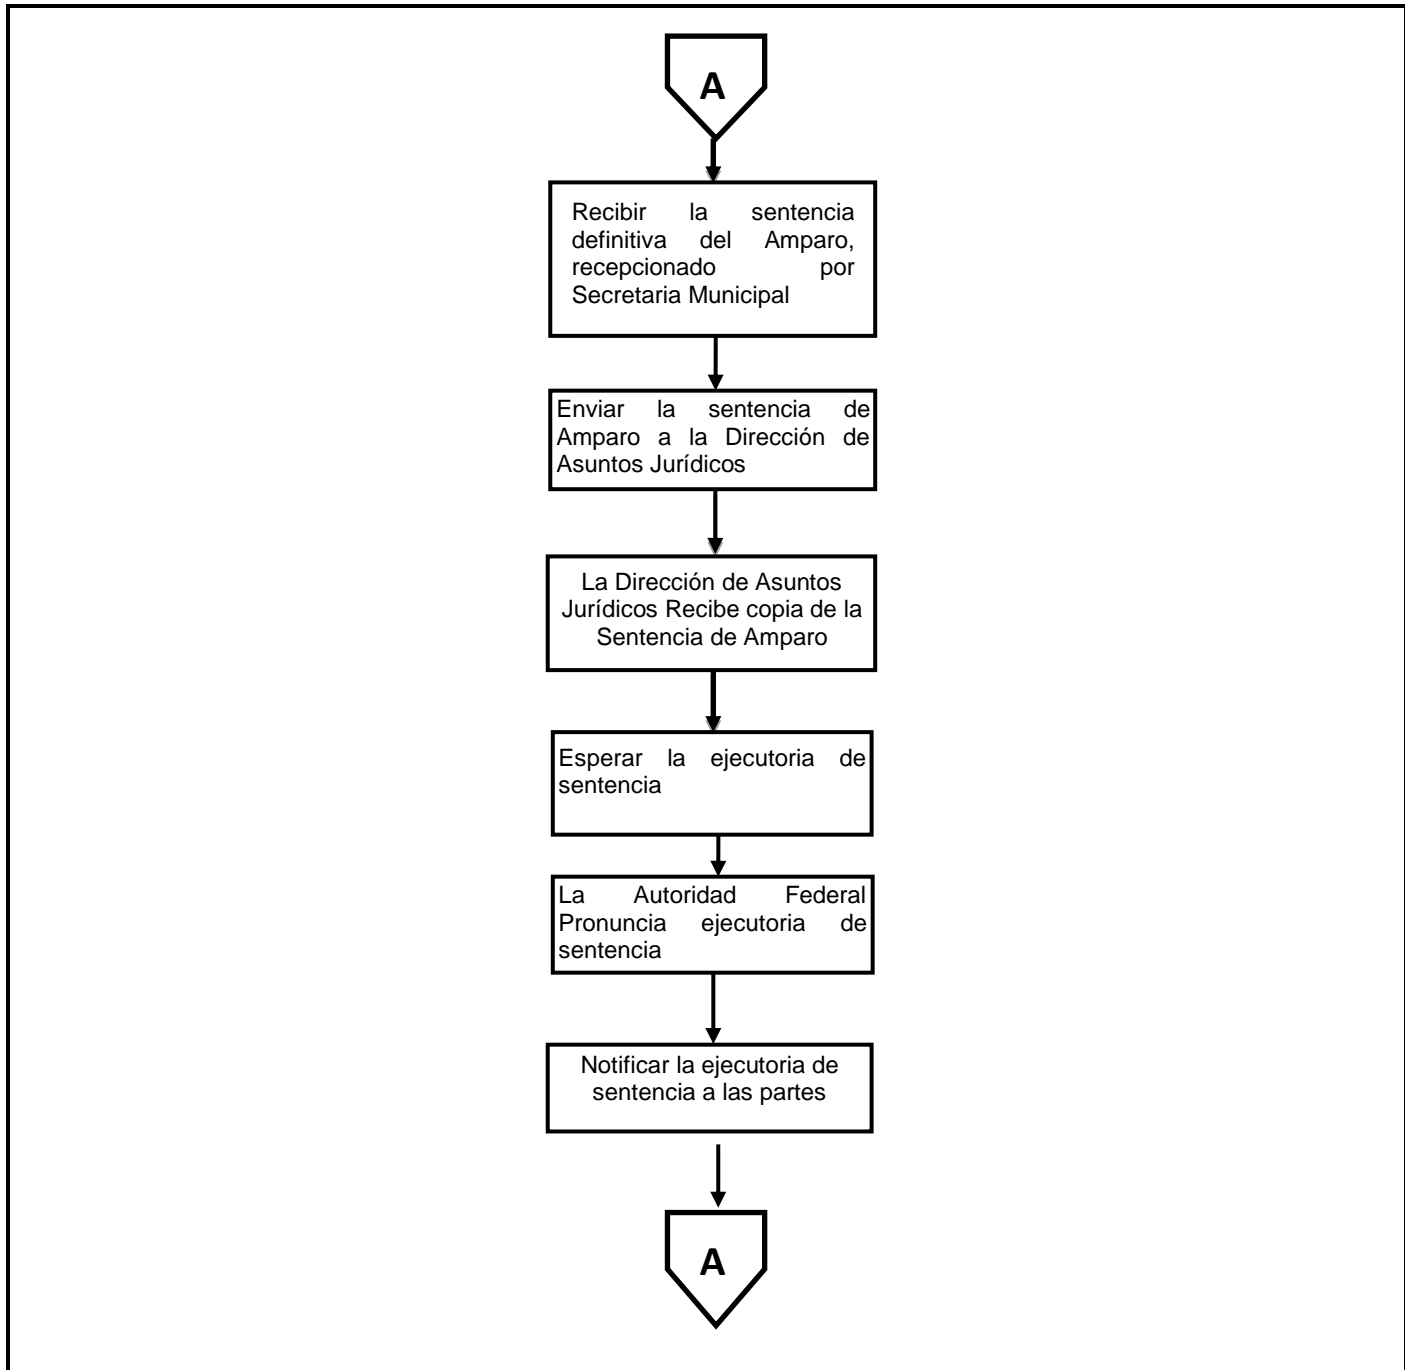 A
Recibir la sentencia
definitiva del Amparo,
recepcionado por
Secretaria Municipal
Enviar la sentencia de
Amparo a la Dirección de
Asuntos Jurídicos
La Dirección de Asuntos
Jurídicos Recibe copia de la
Sentencia de Amparo
Esperar la ejecutoria de
sentencia
La Autoridad Federal
Pronuncia ejecutoria de
sentencia
Notificar la ejecutoria de
sentencia a las partes
A